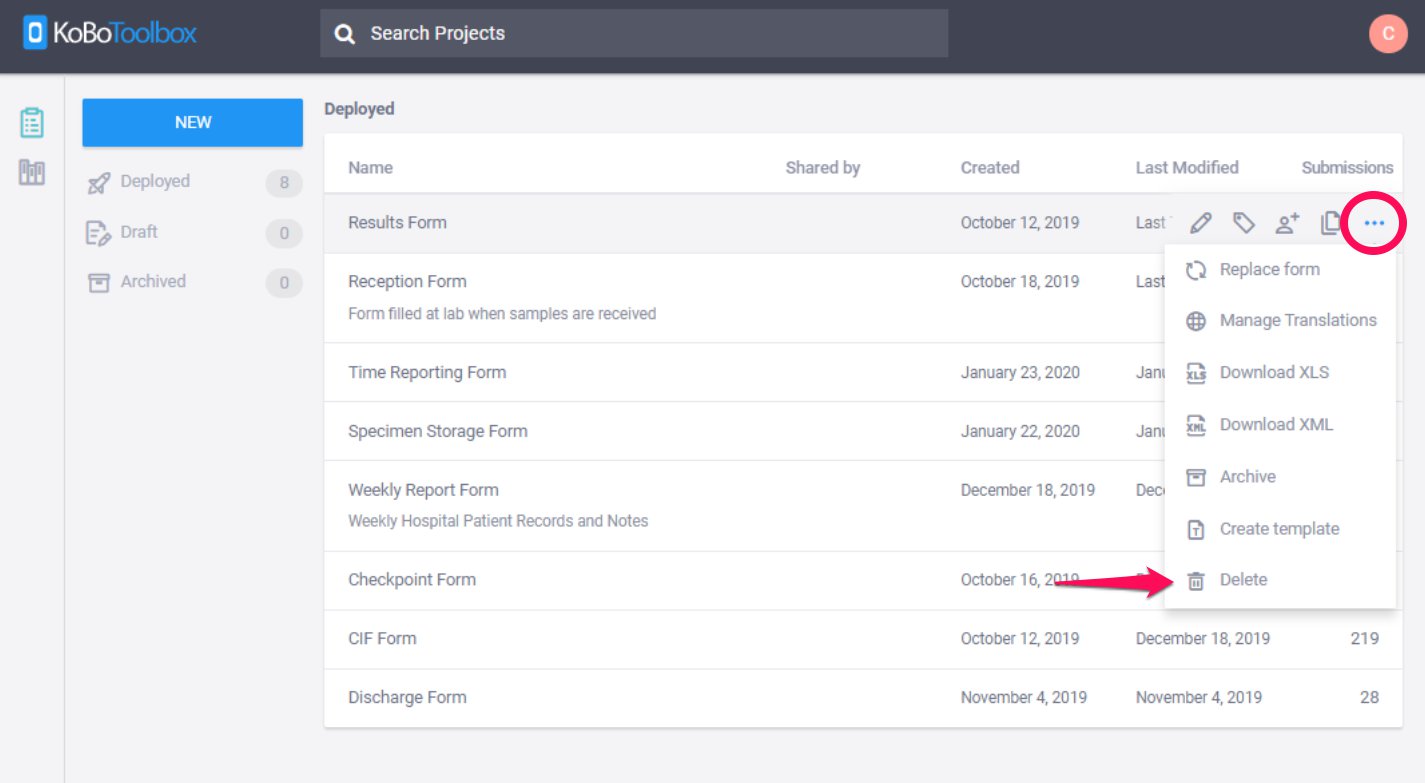 KoBoToolbox
Search Projects
C
NEW
Deployed 8
Draft 0
Archived 0
Deployed
Name Shared by Created Last Modified Submissions
Results Form October 12, 2019 Last
Replace form
Reception Form October 18, 2019 Last
Form filled at lab when samples are received
Manage Translations
Time Reporting Form January 23, 2020
XLS Download XLS
Specimen Storage Form January 22, 2020
XML Download XML
Weekly Report Form December 18, 2019
Archive
Weekly Hospital Patient Records and Notes
T Create template
Checkpoint Form October 16, 2019
Delete
CIF Form October 12, 2019 December 18, 2019 219
Discharge Form November 4, 2019 November 4, 2019 28